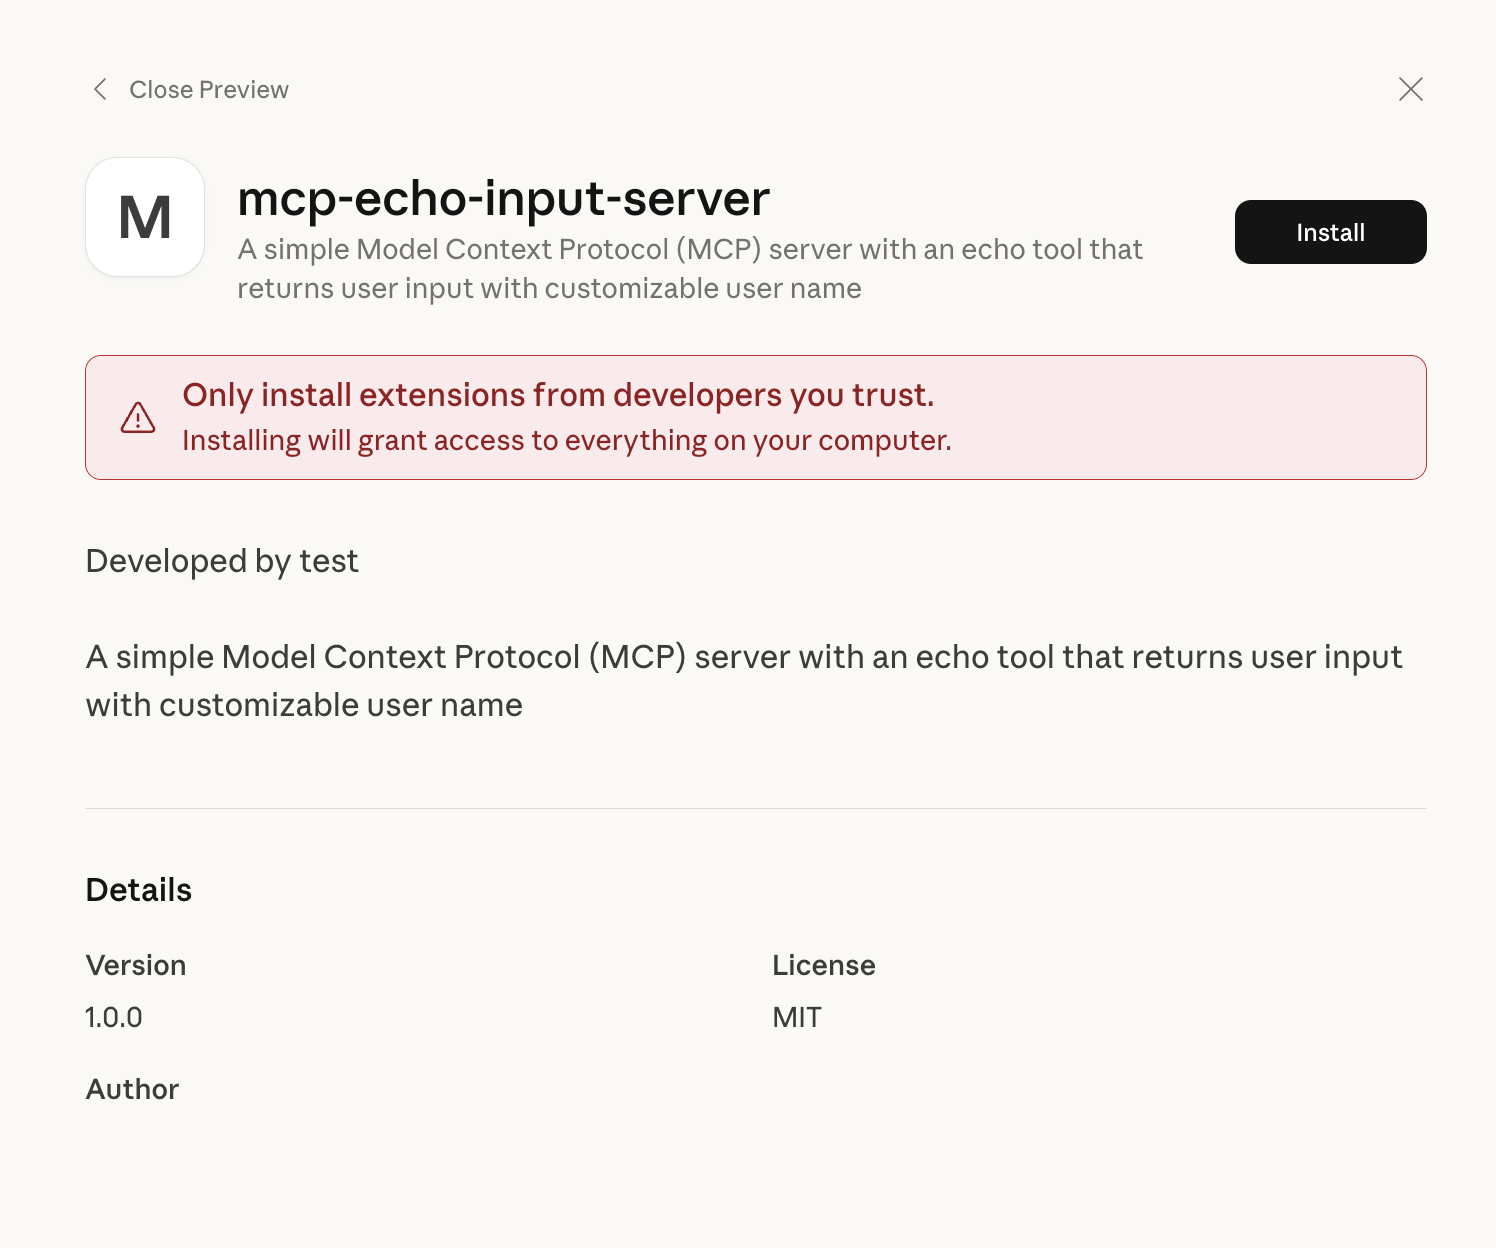 Close Preview
M
mcp-echo-input-server
A simple Model Context Protocol (MCP) server with an echo tool that
returns user input with customizable user name
Install
Only install extensions from developers you trust.
Installing will grant access to everything on your computer.
Developed by test
A simple Model Context Protocol (MCP) server with an echo tool that returns user input
with customizable user name
Details
Version
License
1.0.0
MIT
Author